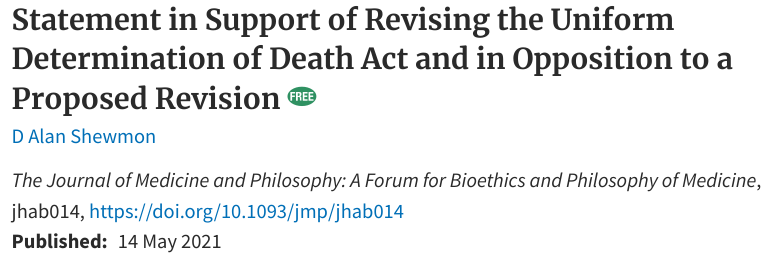 Statement in Support of Revising the Uniform
Determination of Death Act and in Opposition to a
Proposed Revision FREE
D Alan Shewmon
The Journal of Medicine and Philosophy: A Forum for Bioethics and Philosophy of Medicine,
jhab014, https://doi.org/10.1093/jmp/jhab014
Published: 14 May 2021